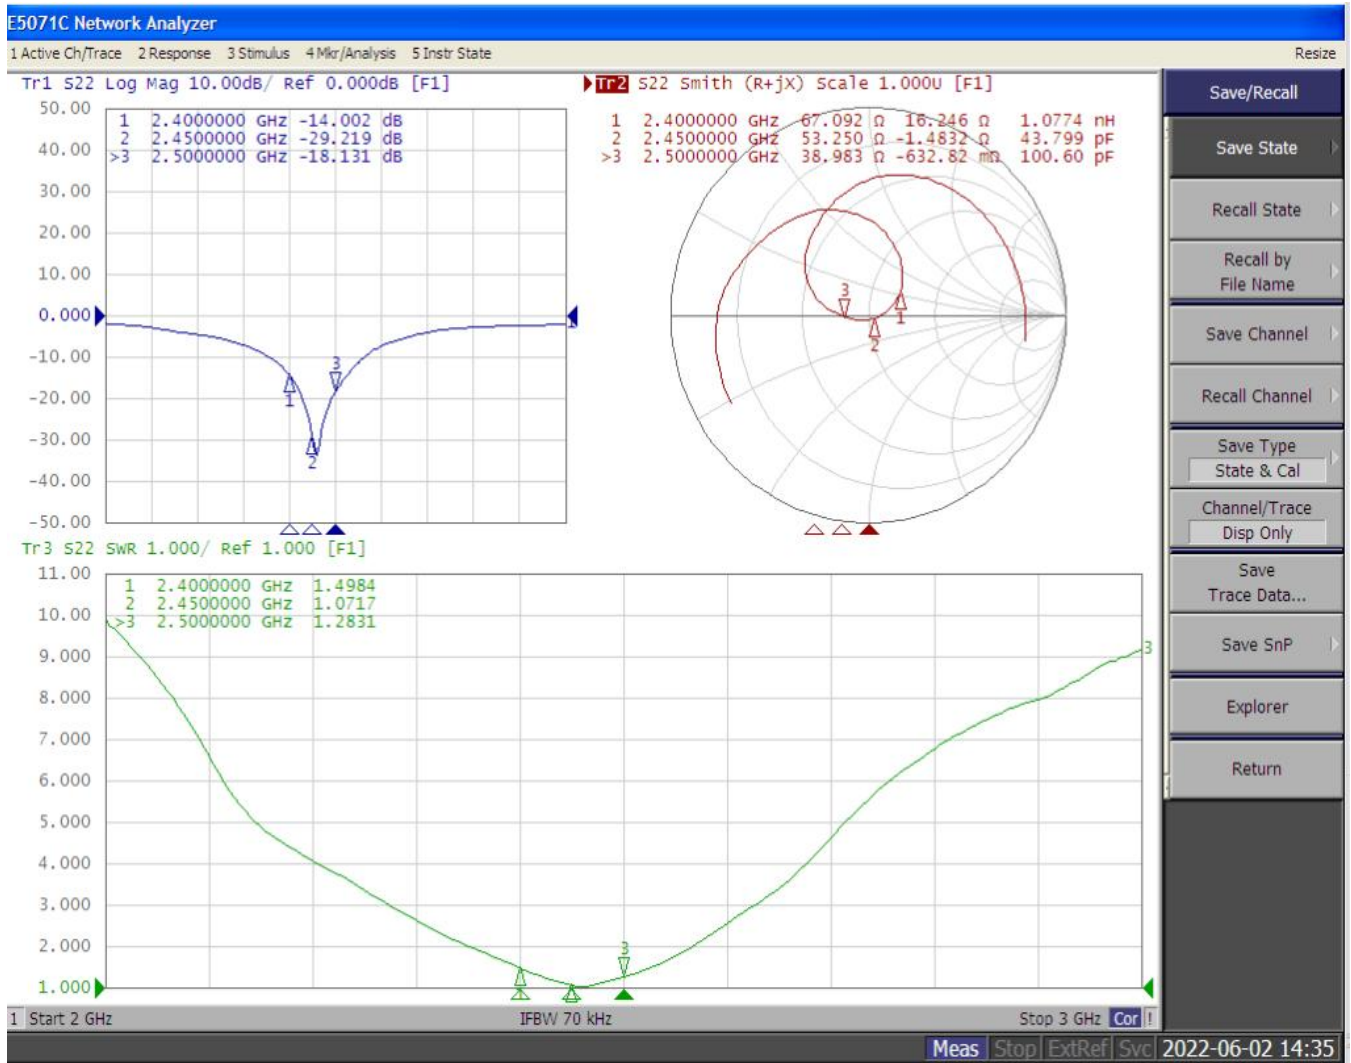 E5071C Network Analyzer
1 Active Ch/Trace 2 Response 3 Stimulus 4 Mkr/Analysis 5 Instr State Resize
Tr1 S22 Log Mag 10.00dB/ Ref 0.000dB [F1]
50.00
40.00
30.00
20.00
10.00
0.000
-10.00
-20.00
-30.00
-40.00
-50.00
1 2.4000000 GHz -14.002 dB
2 2.4500000 GHz -29.219 dB
>3 2.5000000 GHz -18.131 dB
1
2
3
1
Tr2 S22 Smith (R+jX) Scale 1.000U [F1]
1 2.4000000 GHz 67.092 Ω 16.246 Ω 1.0774 nH
2 2.4500000 GHz 53.250 Ω -1.4832 Ω 43.799 pF
>3 2.5000000 GHz 38.983 Ω -632.82 mΩ 100.60 pF
3
1
2
Tr3 S22 SWR 1.000/ Ref 1.000 [F1]
11.00
10.00
9.000
8.000
7.000
6.000
5.000
4.000
3.000
2.000
1.000
1 2.4000000 GHz 1.4984
2 2.4500000 GHz 1.0717
>3 2.5000000 GHz 1.2831
3
3
1 Start 2 GHz IFBW 70 kHz Stop 3 GHz Cor !
Save/Recall
Save State
Recall State
Recall by
File Name
Save Channel
Recall Channel
Save Type
State & Cal
Channel/Trace
Disp Only
Save
Trace Data...
Save SnP
Explorer
Return
Meas Stop ExtRef Svc 2022-06-02 14:35